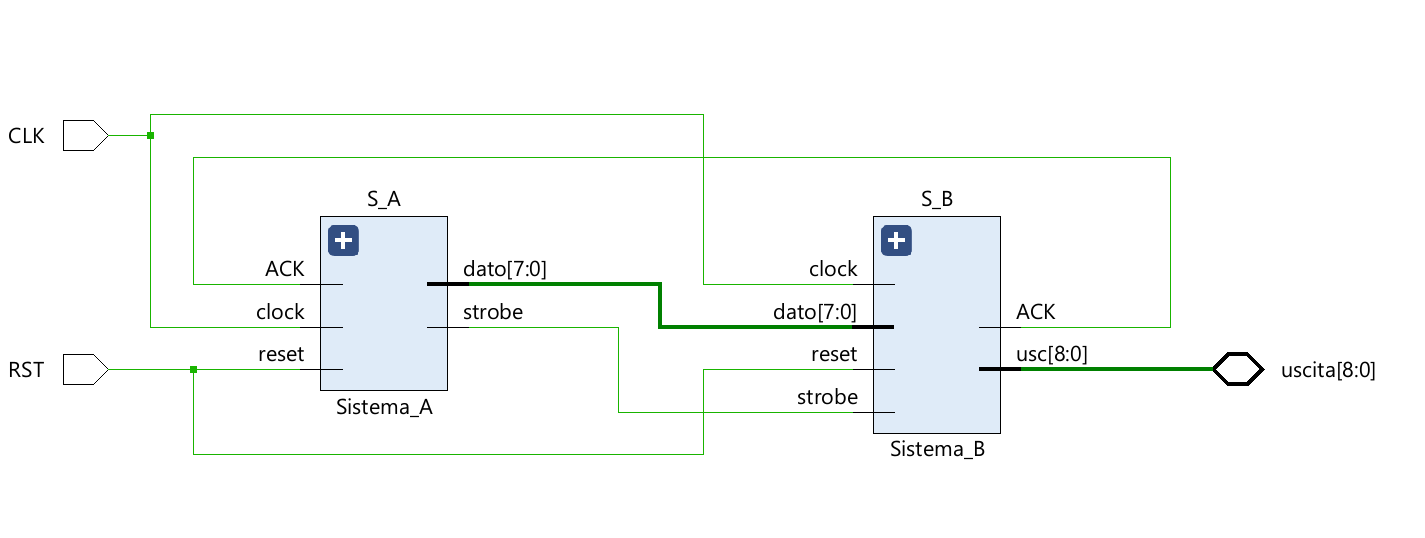 CLK
RST
S_A
ACK
clock
reset
dato[7:0]
strobe
Sistema_A
S_B
clock
dato[7:0]
reset
strobe
ACK
usc[8:0]
Sistema_B
uscita[8:0]